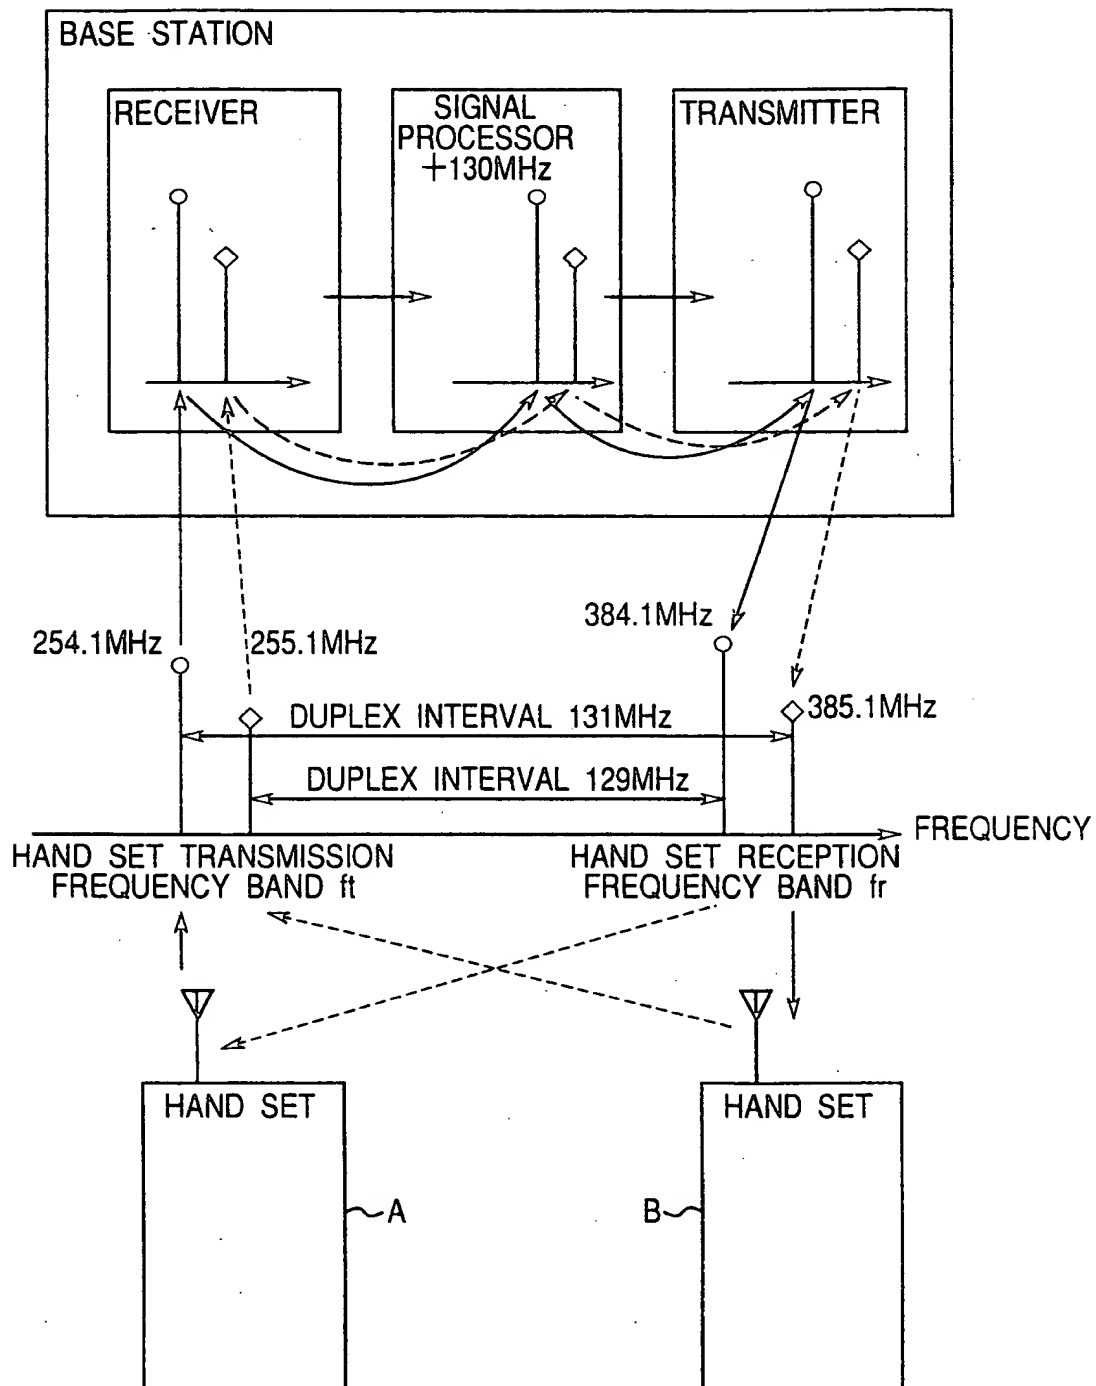 BASE STATION
RECEIVER
SIGNAL
PROCESSOR
+130MHz
TRANSMITTER
254.1MHz
255.1MHz
384.1MHz
385.1MHz
DUPLEX INTERVAL 131MHz
DUPLEX INTERVAL 129MHz
FREQUENCY
HAND SET TRANSMISSION
FREQUENCY BAND ft
HAND SET RECEPTION
FREQUENCY BAND fr
HAND SET
HAND SET
A
B